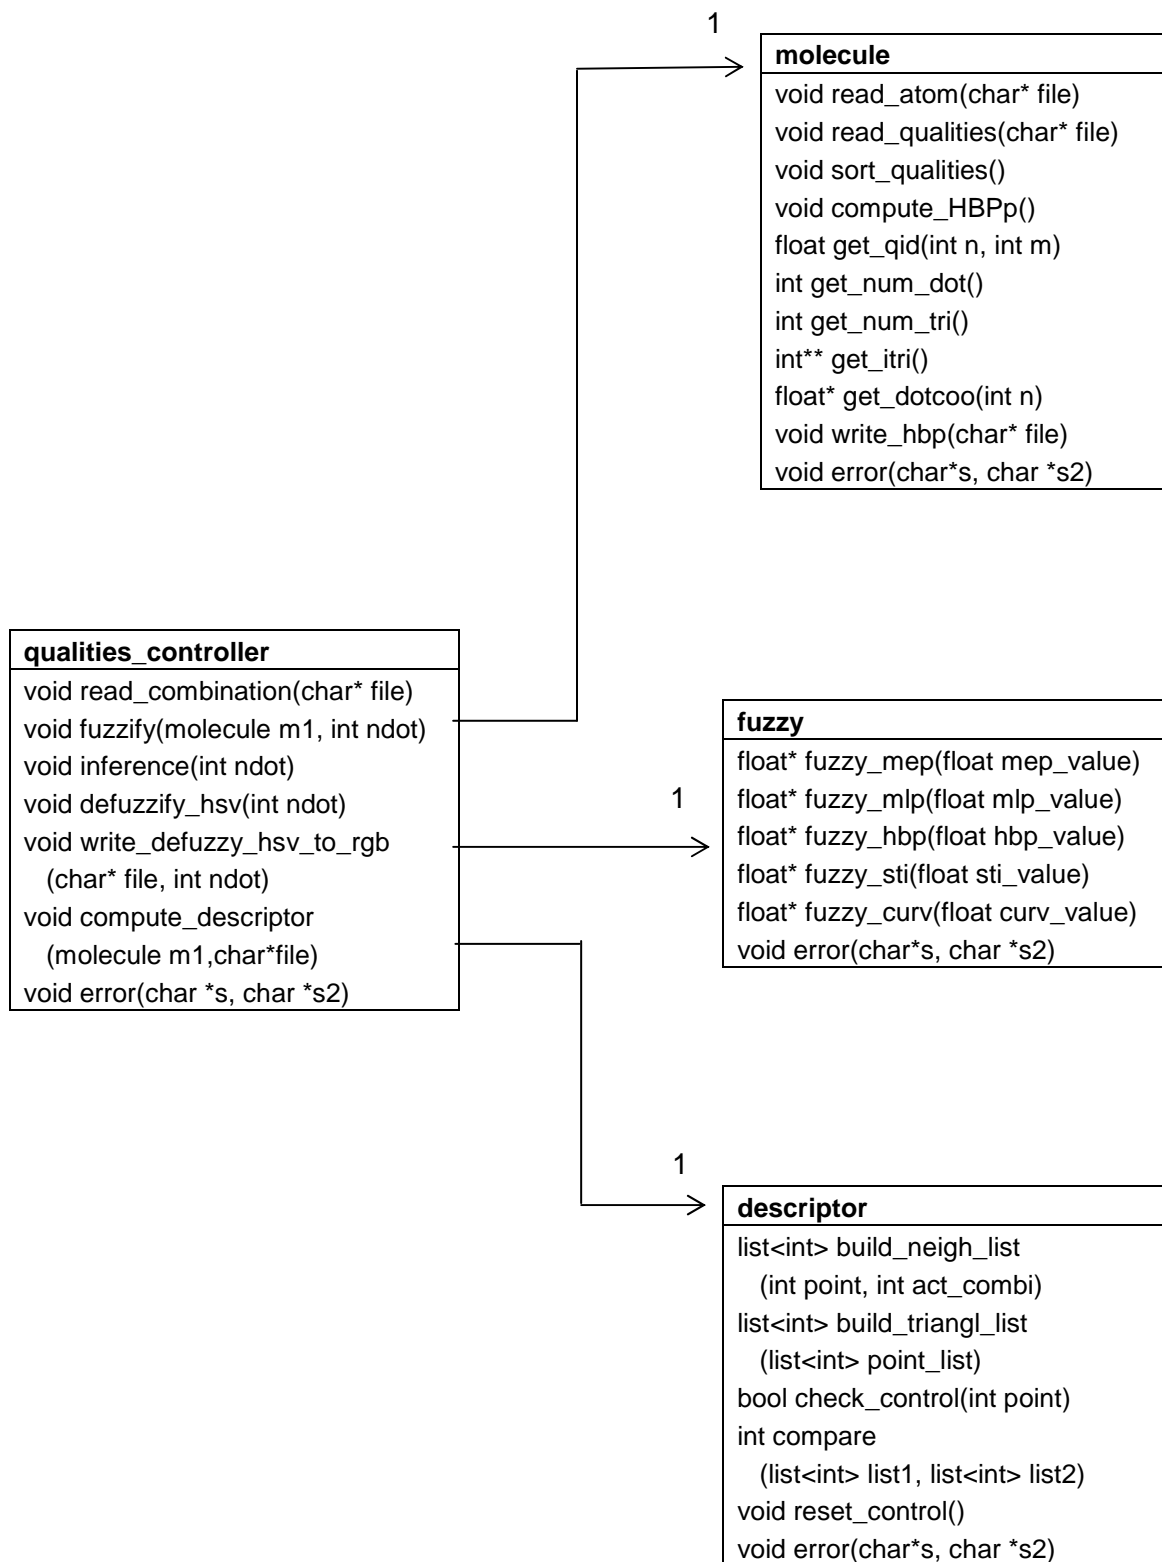 1
molecule
void read_atom(char* file)
void read_qualities(char* file)
void sort_qualities()
void compute_HBPp()
float get_qid(int n, int m)
int get_num_dot()
int get_num_tri()
int** get_itri()
float* get_dotcoo(int n)
void write_hbp(char* file)
void error(char*s, char *s2)
qualities_controller
void read_combination(char* file)
void fuzzify(molecule m1, int ndot)
void inference(int ndot)
void defuzzify_hsv(int ndot)
void write_defuzzy_hsv_to_rgb
(char* file, int ndot)
void compute_descriptor
(molecule m1,char*file)
void error(char *s, char *s2)
1
fuzzy
float* fuzzy_mep(float mep_value)
float* fuzzy_mlp(float mlp_value)
float* fuzzy_hbp(float hbp_value)
float* fuzzy_sti(float sti_value)
float* fuzzy_curv(float curv_value)
void error(char*s, char *s2)
1
descriptor
list<int> build_neigh_list
(int point, int act_combi)
list<int> build_triangl_list
(list<int> point_list)
bool check_control(int point)
int compare
(list<int> list1, list<int> list2)
void reset_control()
void error(char*s, char *s2)